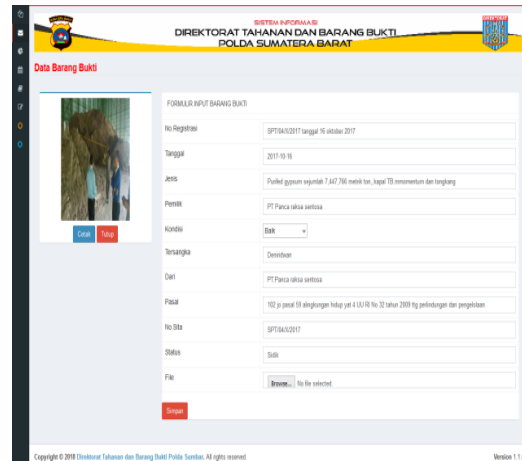 SISTEM INFORMASI
DIREKTORAT TAHANAN DAN BARANG BUKTI
POLDA SUMATERA BARAT
Data Barang Bukti
Cetak Tutup
FORMULIR INPUT BARANG BUKTI
No.Registrasi SPT/04/X/2017 tanggal 16 oktober 2017
Tanggal 2017-10-16
Jenis Purifed gypsum sejumlah 7,447,766 metrik ton, kapal TB mmomentum dan tongkang
Pemilik PT Panca raksa sentosa
Kondisi Baik
Tersangka
Dari PT.Panca raksa sentosa
Pasal 102 jo pasal 59 alingkungan hidup yat 4 UU RI No 32 tahun 2009 ttg perlindungan dan pengelolaan
No.Sita SPT/04/X/2017
Status Sidik
File Browse... No file selected.
Simpan
Copyright © 2018 Direktorat Tahanan dan Barang Bukti Polda Sumbar. All rights reserved.
Version 1.1